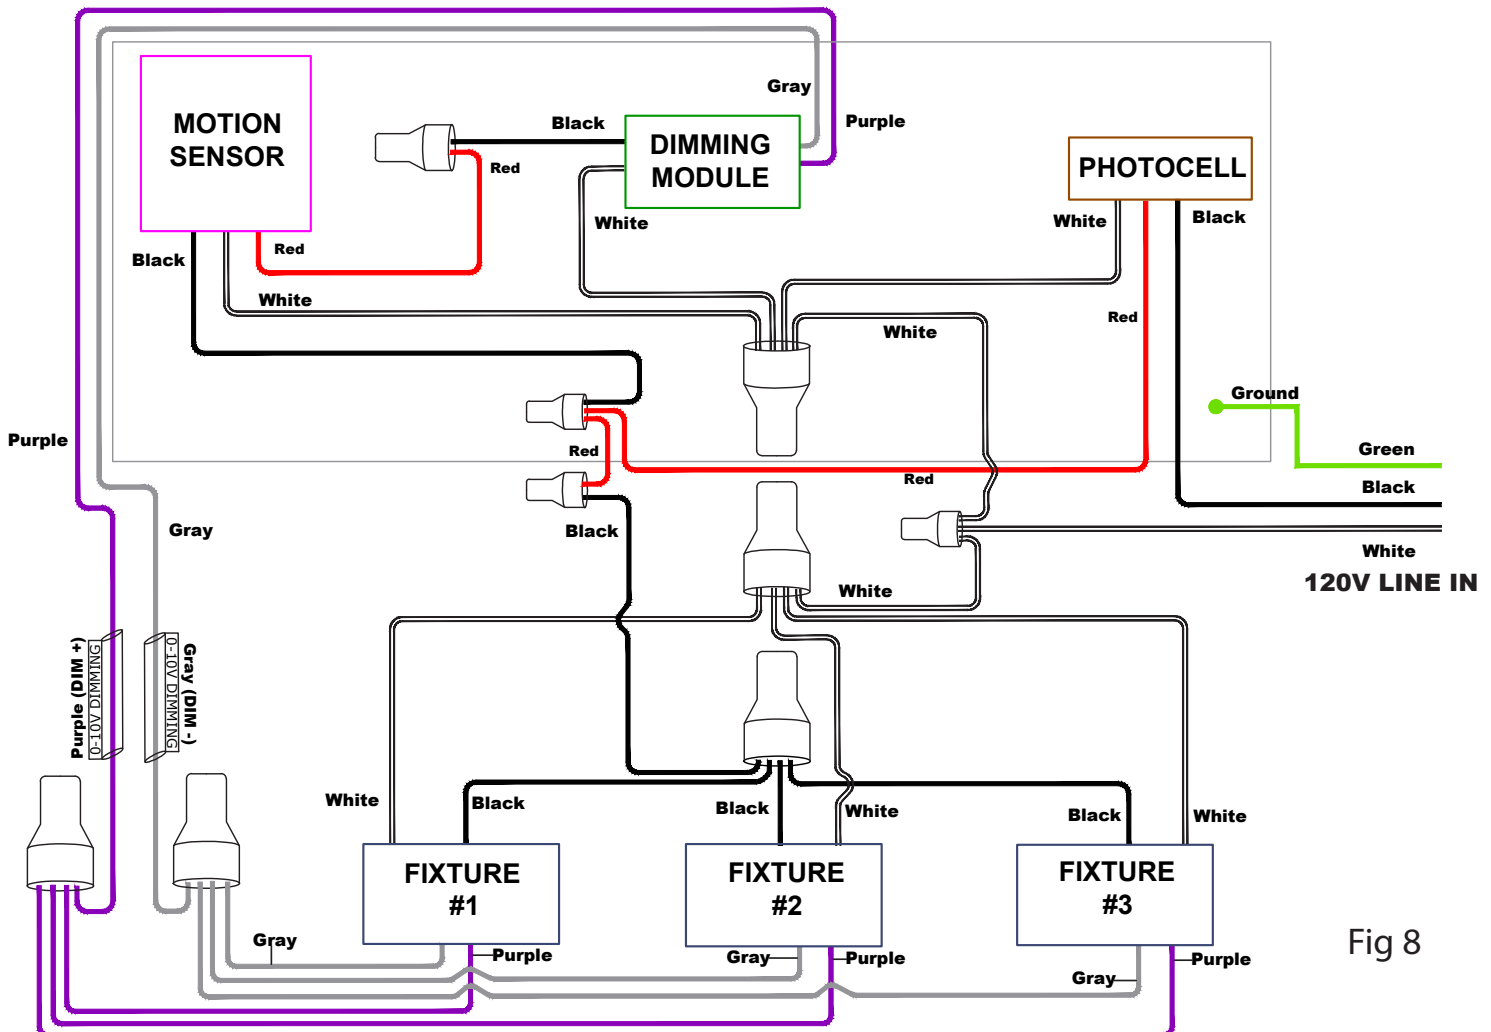 Gray
MOTION
SENSOR
Black
DIMMING
MODULE
Purple
Red
PHOTOCELL
White
White
Black
Black
Red
White
Red
White
Ground
Purple
Red
Green
Red
Black
Gray
Black
White
120V LINE IN
White
Purple (DIM +)
0-10V DIMMING
0-10V DIMMING
Gray (DIM -)
White
Black
Black
White
Black
White
FIXTURE
#1
FIXTURE
#2
FIXTURE
#3
Gray
Purple
Gray
Purple
Gray
Purple
Fig 8